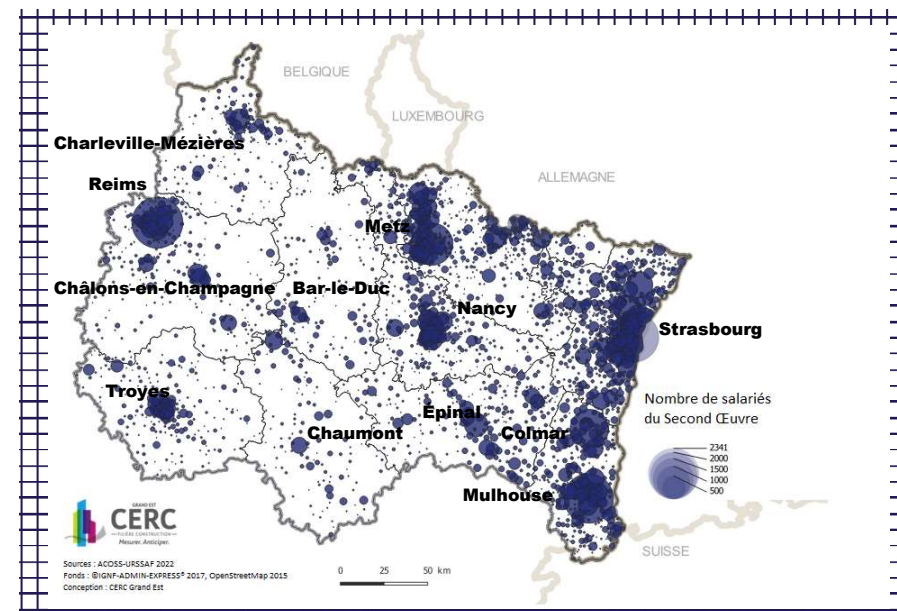 BELGIQUE
LUXEMBOURG
Charleville-Mézières
Reims
ALLEMAGNE
Metz
Châlons-en-Champagne
Bar-le-Duc
Nancy
Strasbourg
Troyes
Épinal
Chaumont
Colmar
Mulhouse
Nombre de salariés
du Second Œuvre
2341
2000
1500
1000
500
GRAND EST
CERC
FILIÈRE CONSTRUCTION
Mesurer. Anticiper.
SUISSE
Sources : ACOSS-URSSAF 2022
Fonds : ©IGNF-ADMIN-EXPRESS® 2017, OpenStreetMap 2015
Conception : CERC Grand Est
0 25 50 km